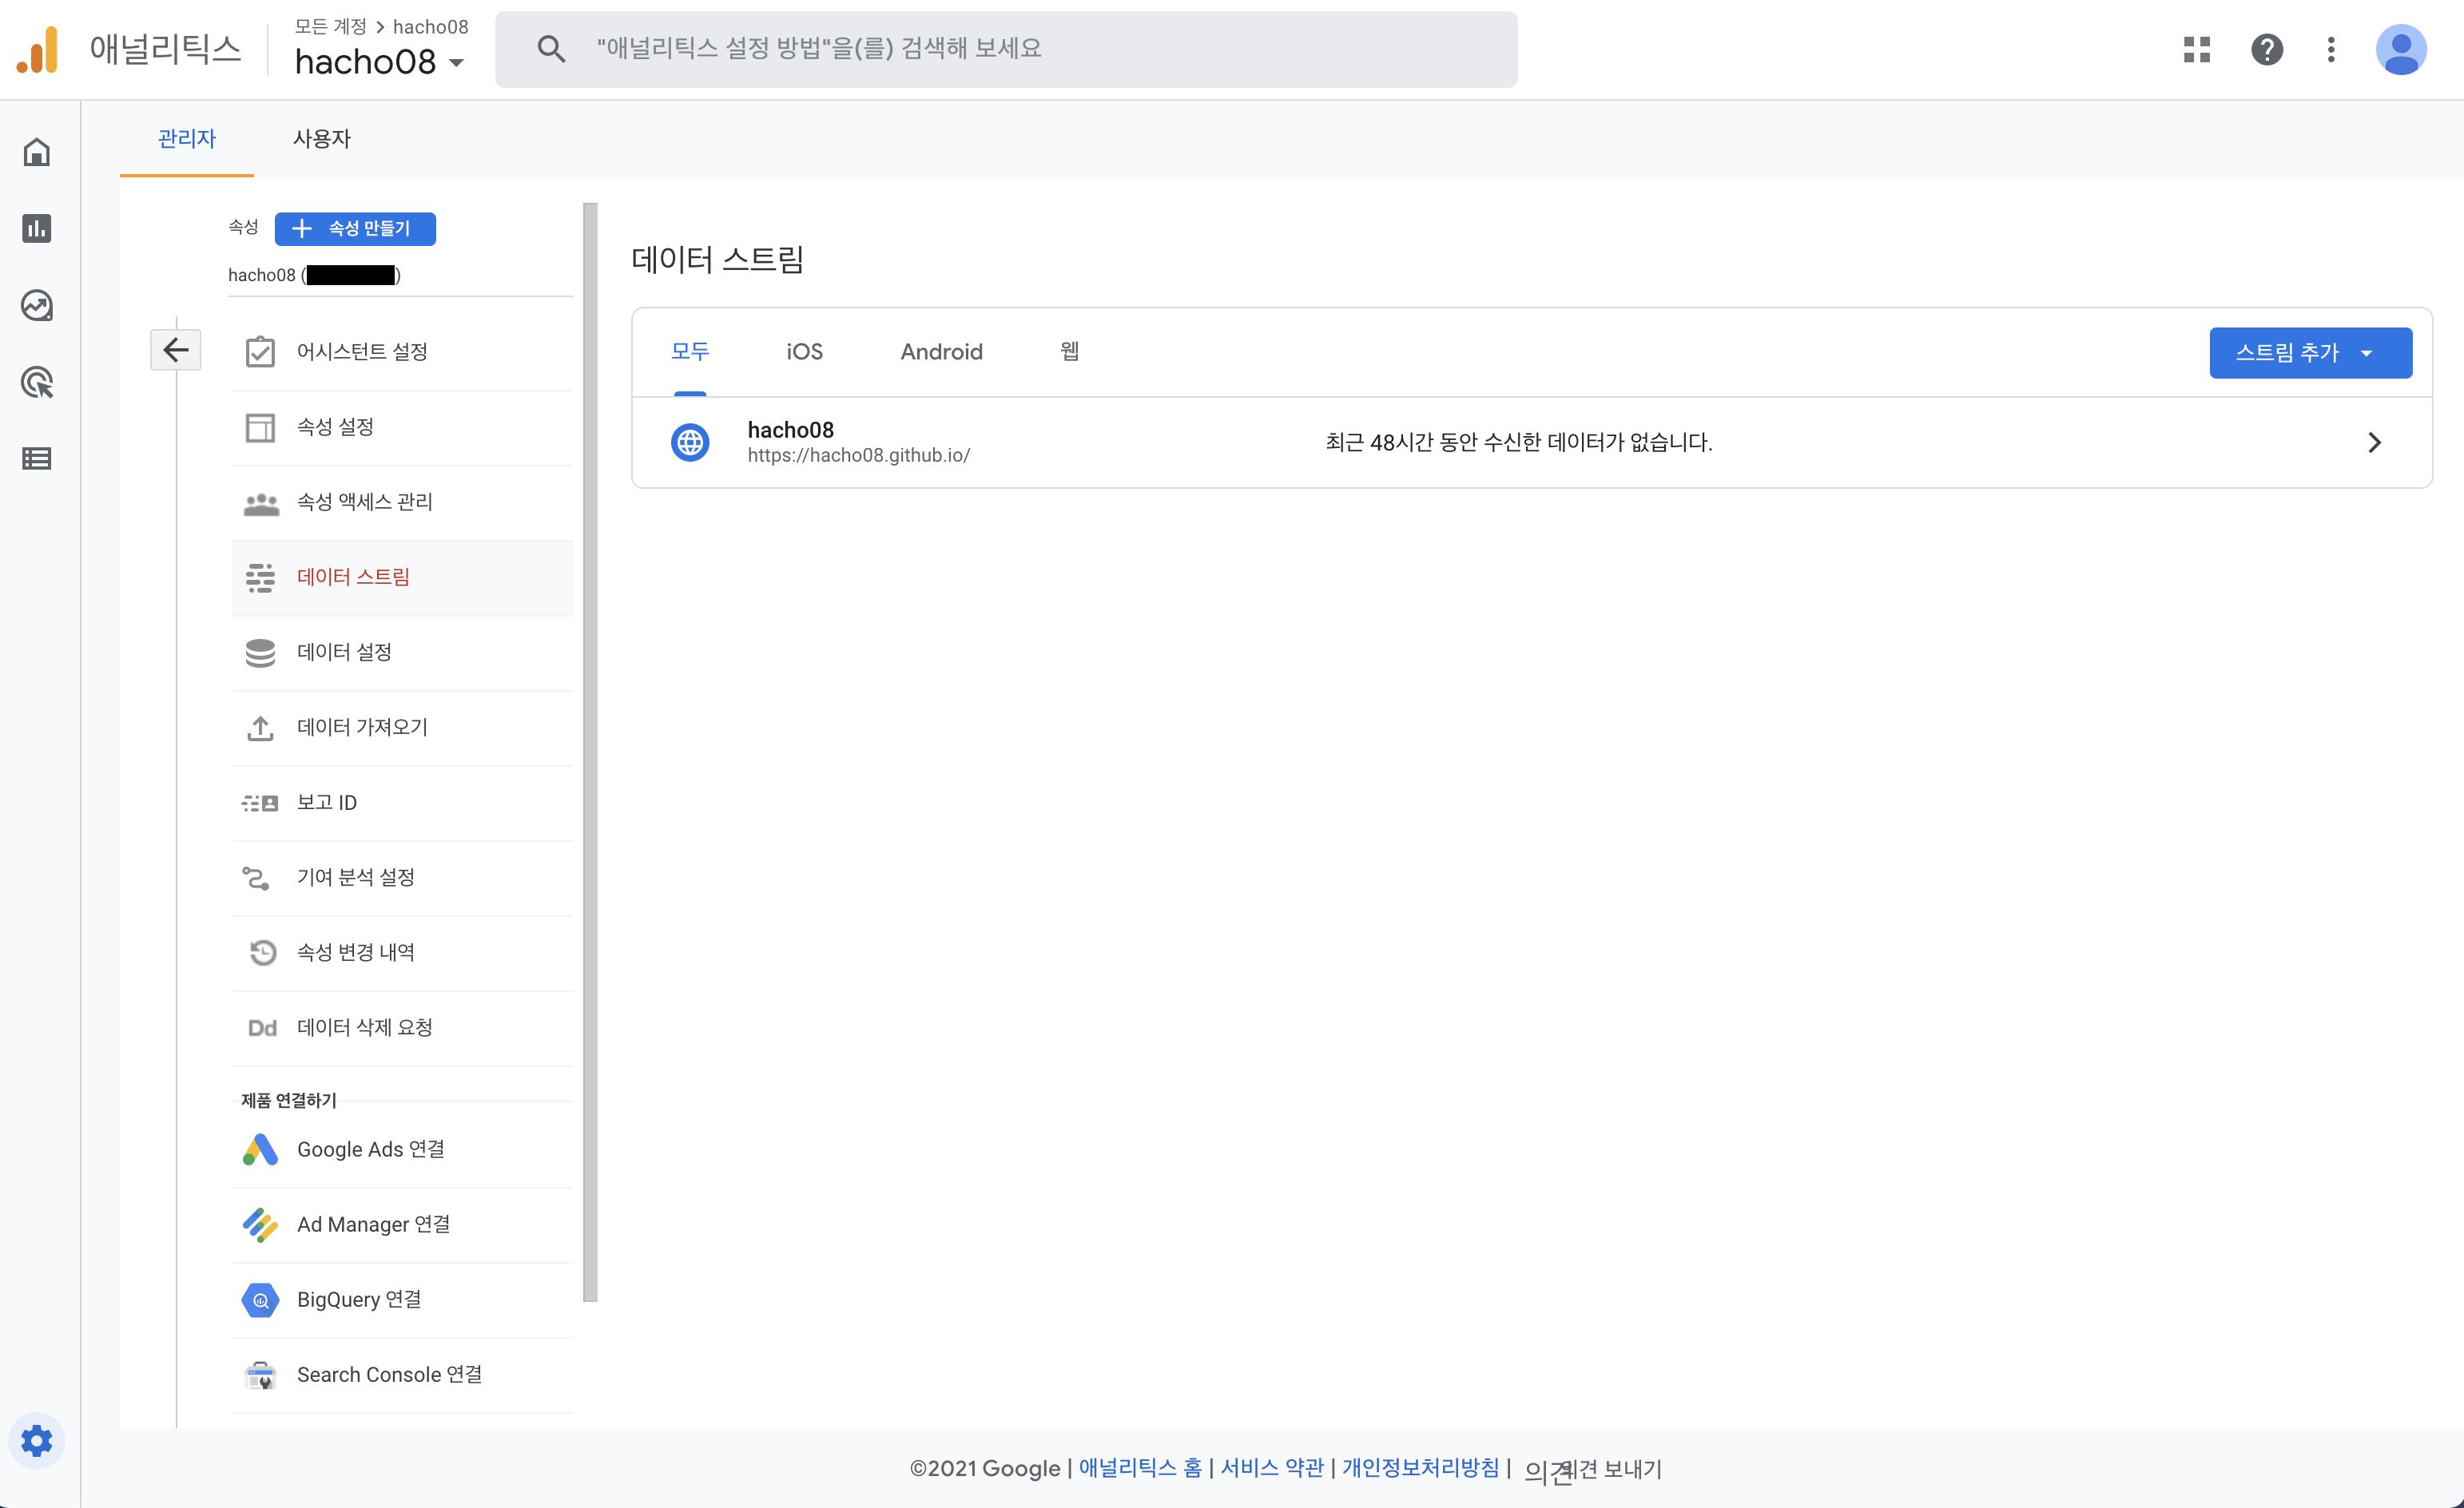 애널리틱스
모든 계정 > hacho08
hacho08
"애널리틱스 설정 방법"을(를) 검색해 보세요
관리자
사용자
속성
속성 만들기
hacho08 ( )
어시스턴트 설정
속성 설정
속성 액세스 관리
데이터 스트림
데이터 설정
데이터 가져오기
보고 ID
기여 분석 설정
속성 변경 내역
Dd 데이터 삭제 요청
제품 연결하기
Google Ads 연결
Ad Manager 연결
BigQuery 연결
Search Console 연결
데이터 스트림
모두 iOS Android 웹
스트림 추가
hacho08
https://hacho08.github.io/
최근 48시간 동안 수신한 데이터가 없습니다.
©2021 Google | 애널리틱스 홈 | 서비스 약관 | 개인정보처리방침 | 의견 의견 보내기